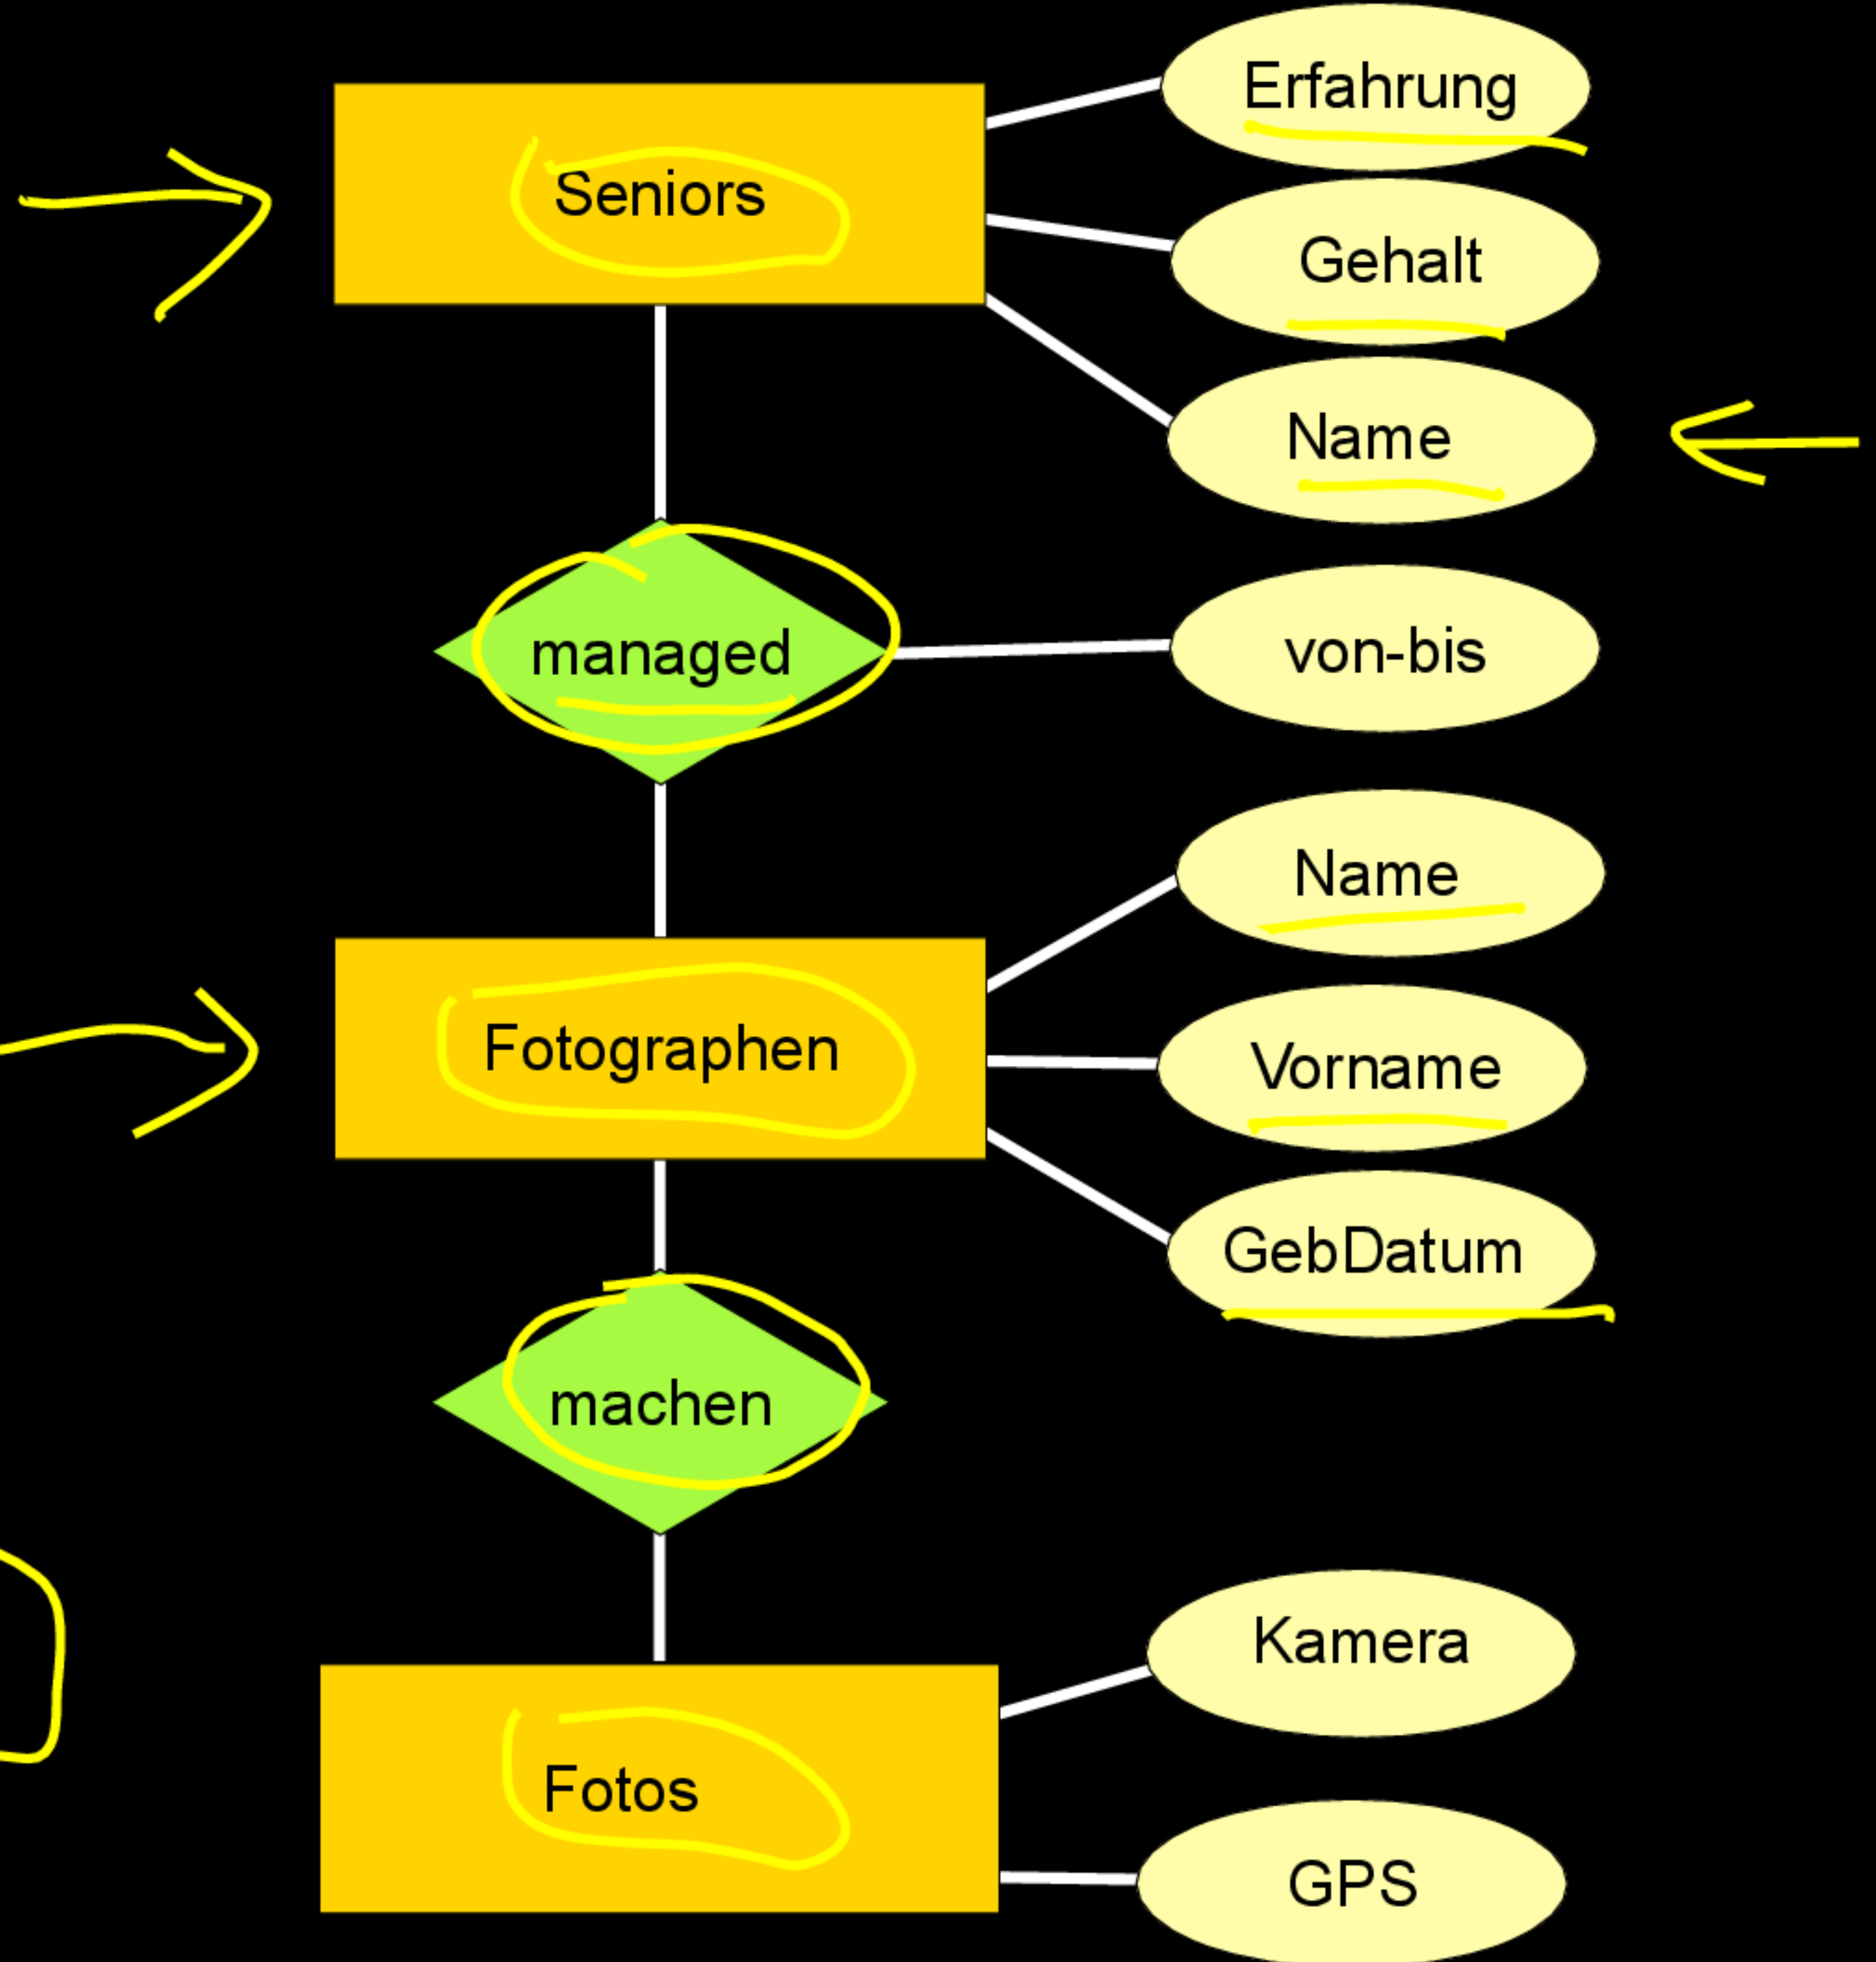 Erfahrung
Seniors
Gehalt
Name
managed
von-bis
Name
Fotographen
Vorname
GebDatum
machen
Kamera
Fotos
GPS